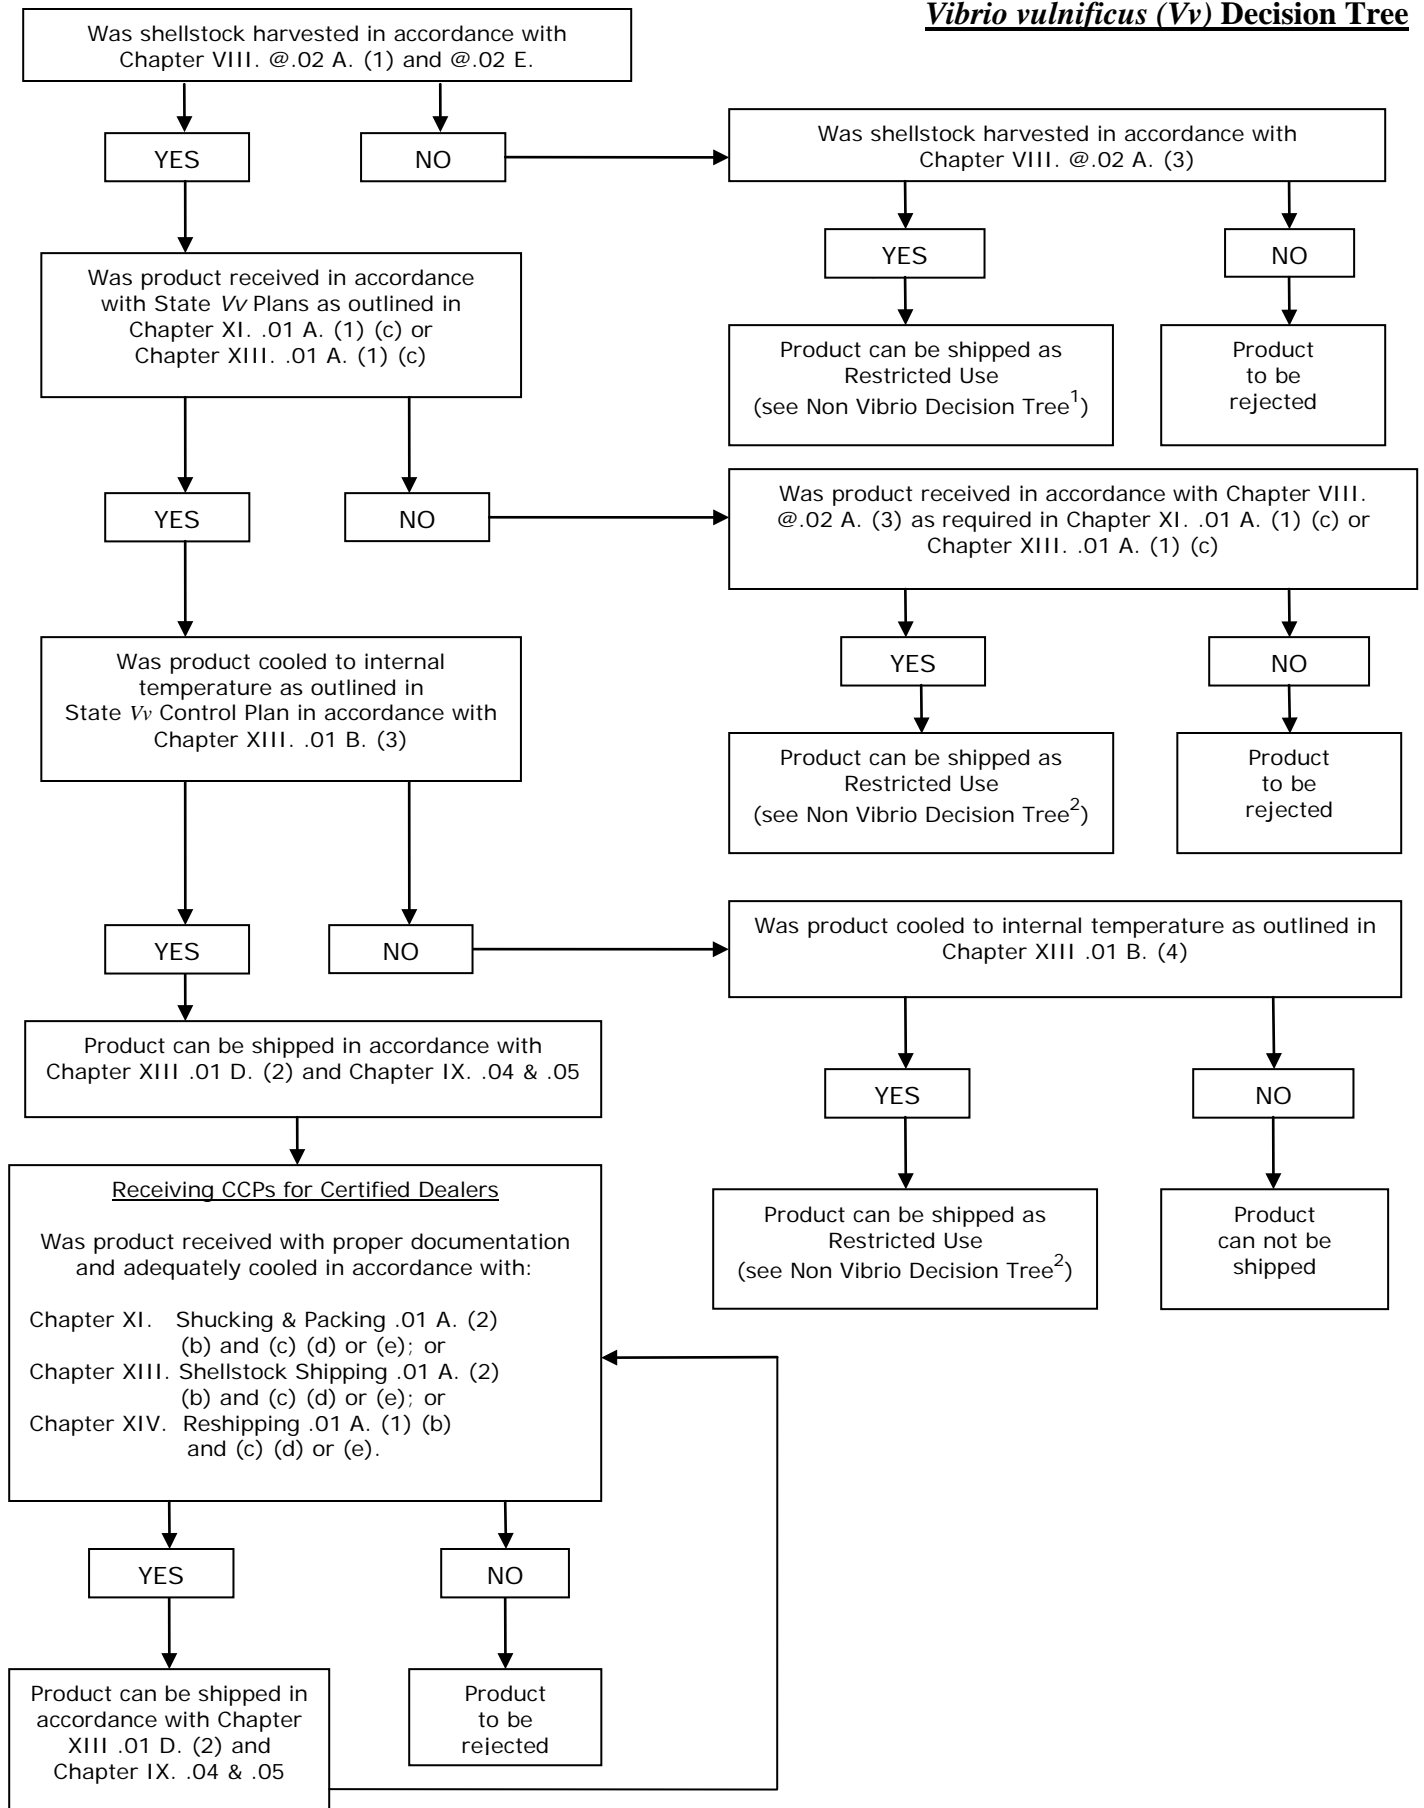 Vibrio vulnificus (Vv) Decision Tree
Was shellstock harvested in accordance with
Chapter VIII. @.02 A. (1) and @.02 E.
YES
NO
Was shellstock harvested in accordance with
Chapter VIII. @.02 A. (3)
YES
NO
Product can be shipped as
Restricted Use
(see Non Vibrio Decision Tree1)
Product
to be
rejected
Was product received in accordance
with State Vv Plans as outlined in
Chapter XI. .01 A. (1) (c) or
Chapter XIII. .01 A. (1) (c)
YES
NO
Was product received in accordance with Chapter VIII.
@.02 A. (3) as required in Chapter XI. .01 A. (1) (c) or
Chapter XIII. .01 A. (1) (c)
YES
NO
Product can be shipped as
Restricted Use
(see Non Vibrio Decision Tree2)
Product
to be
rejected
Was product cooled to internal
temperature as outlined in
State Vv Control Plan in accordance with
Chapter XIII. .01 B. (3)
YES
NO
Was product cooled to internal temperature as outlined in
Chapter XIII .01 B. (4)
YES
NO
Product can be shipped as
Restricted Use
(see Non Vibrio Decision Tree2)
Product
can not be
shipped
Product can be shipped in accordance with
Chapter XIII .01 D. (2) and Chapter IX. .04 & .05
Receiving CCPs for Certified Dealers
Was product received with proper documentation
and adequately cooled in accordance with:
Chapter XI. Shucking & Packing .01 A. (2)
(b) and (c) (d) or (e); or
Chapter XIII. Shellstock Shipping .01 A. (2)
(b) and (c) (d) or (e); or
Chapter XIV. Reshipping .01 A. (1) (b)
and (c) (d) or (e).
YES
NO
Product can be shipped in
accordance with Chapter
XIII .01 D. (2) and
Chapter IX. .04 & .05
Product
to be
rejected